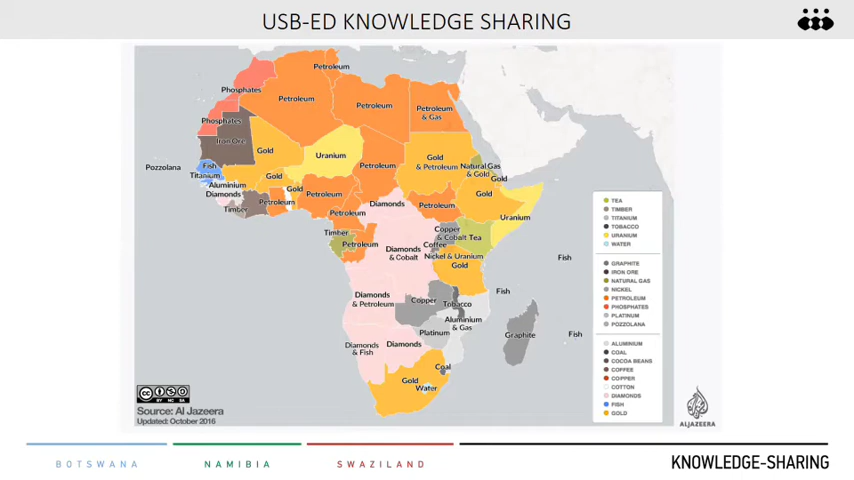 USB-ED KNOWLEDGE SHARING
Petroleum
Phosphates
Petroleum
Petroleum
Petroleum
& Gas
Phosphates
Iron Ore
Gold
Uranium
Gold
& Petroleum
Pozzolana
Fish
Titanium
Petroleum
Natural Gas
& Gold
Gold
Aluminium
Gold
Gold
Diamonds
Petroleum
Gold
Timber
Petroleum
Diamonds
Petroleum
Petroleum
Uranium
Timber
Petroleum
Copper
& Cobalt
Tea
Coffee
Diamonds
& Cobalt
Nickel & Uranium
Gold
Fish
Diamonds
& Petroleum
Copper
Tobacco
Fish
Aluminium
& Gas
Platinum
Graphite
Fish
Diamonds
& Fish
Diamonds
Coal
Gold
Water
TEA
TIMBER
TITANIUM
TOBACCO
URANIUM
WATER
GRAPHITE
IRON ORE
NATURAL GAS
NICKEL
PETROLEUM
PHOSPHATES
PLATINUM
POZZOLANA
ALUMINIUM
COAL
COCOA BEANS
COFFEE
COPPER
COTTON
DIAMONDS
FISH
GOLD
BY NC SA
Source: Al Jazeera
Updated: October 2016
ALJAZEERA
BOTSWANA
NAMIBIA
SWAZILAND
KNOWLEDGE-SHARING